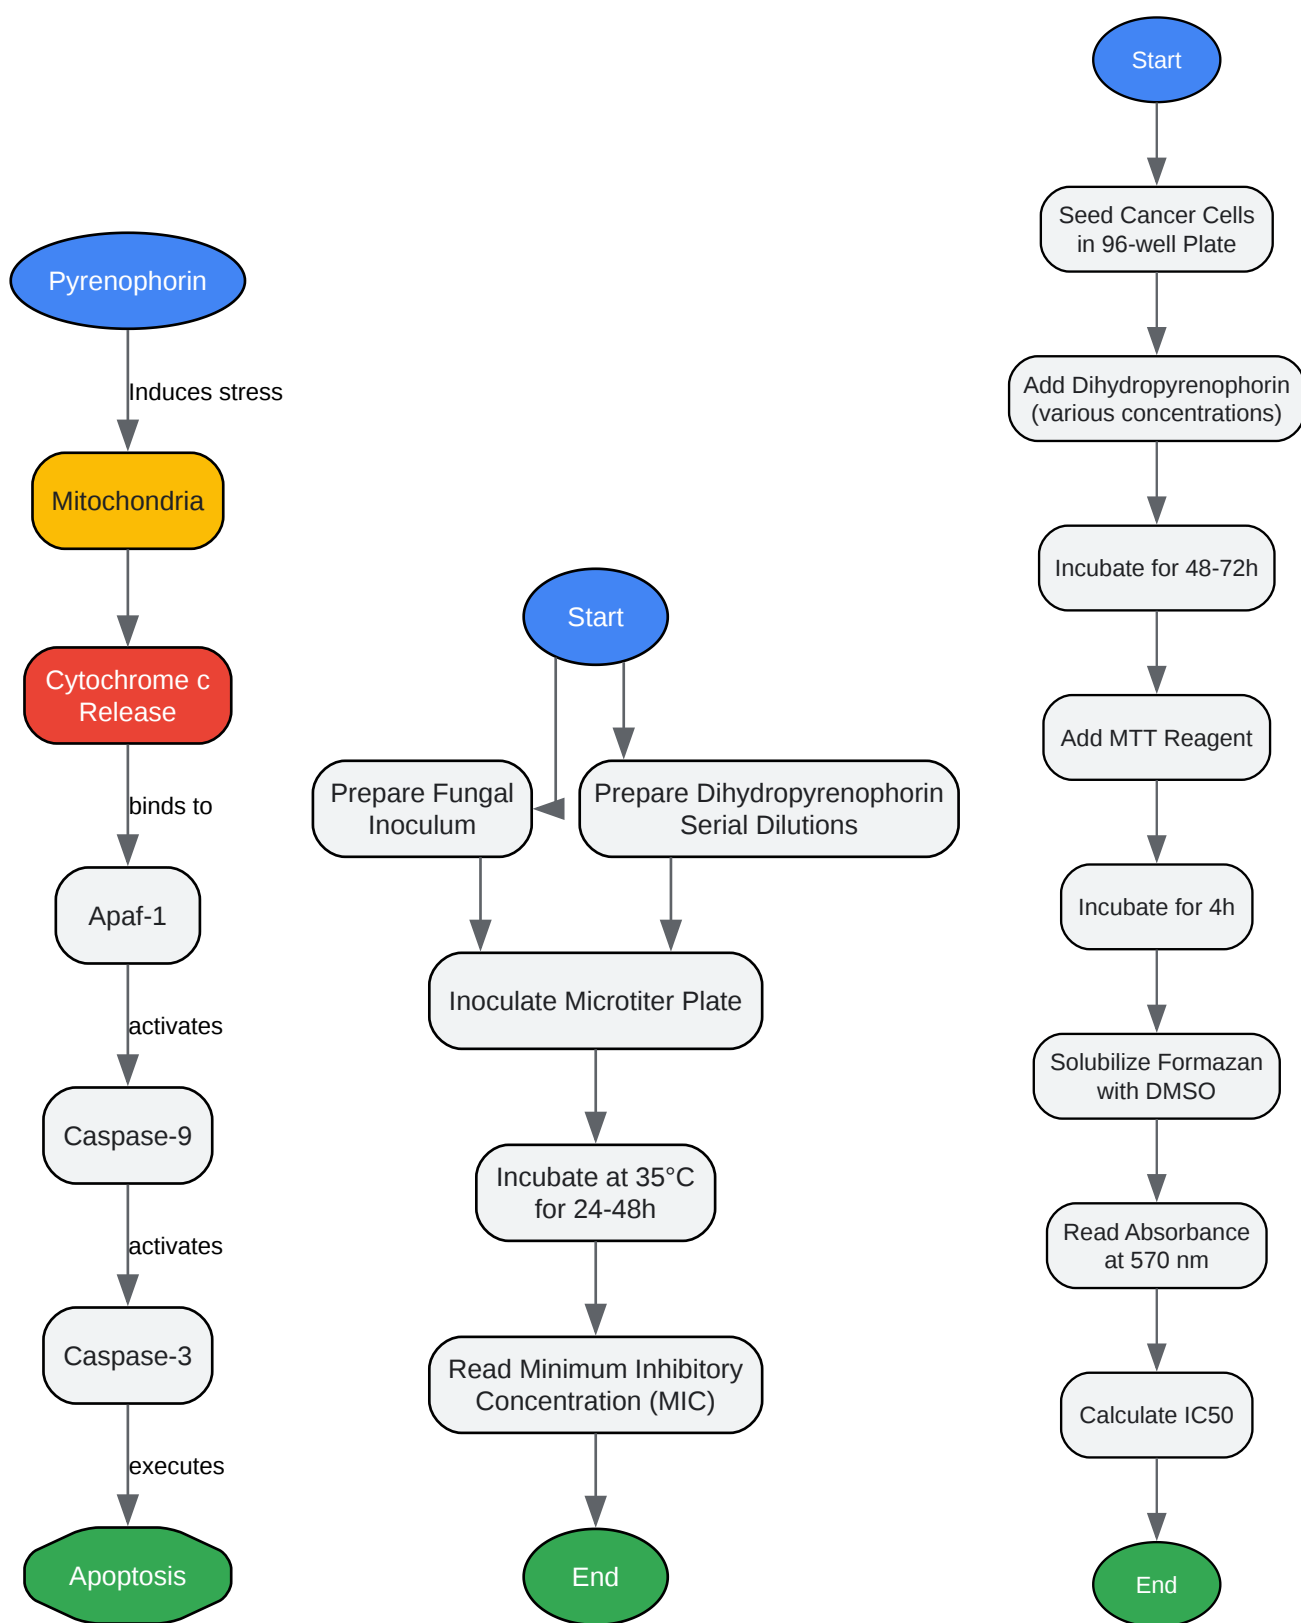 Pyrenophorin
Induces stress
Mitochondria
Cytochrome c
Release
binds to
Apaf-1
activates
Caspase-9
activates
Caspase-3
executes
Apoptosis
Start
Prepare Fungal
Inoculum
Prepare Dihydropyrenophorin
Serial Dilutions
Inoculate Microtiter Plate
Incubate at 35°C
for 24-48h
Read Minimum Inhibitory
Concentration (MIC)
End
Start
Seed Cancer Cells
in 96-well Plate
Add Dihydropyrenophorin
(various concentrations)
Incubate for 48-72h
Add MTT Reagent
Incubate for 4h
Solubilize Formazan
with DMSO
Read Absorbance
at 570 nm
Calculate IC50
End